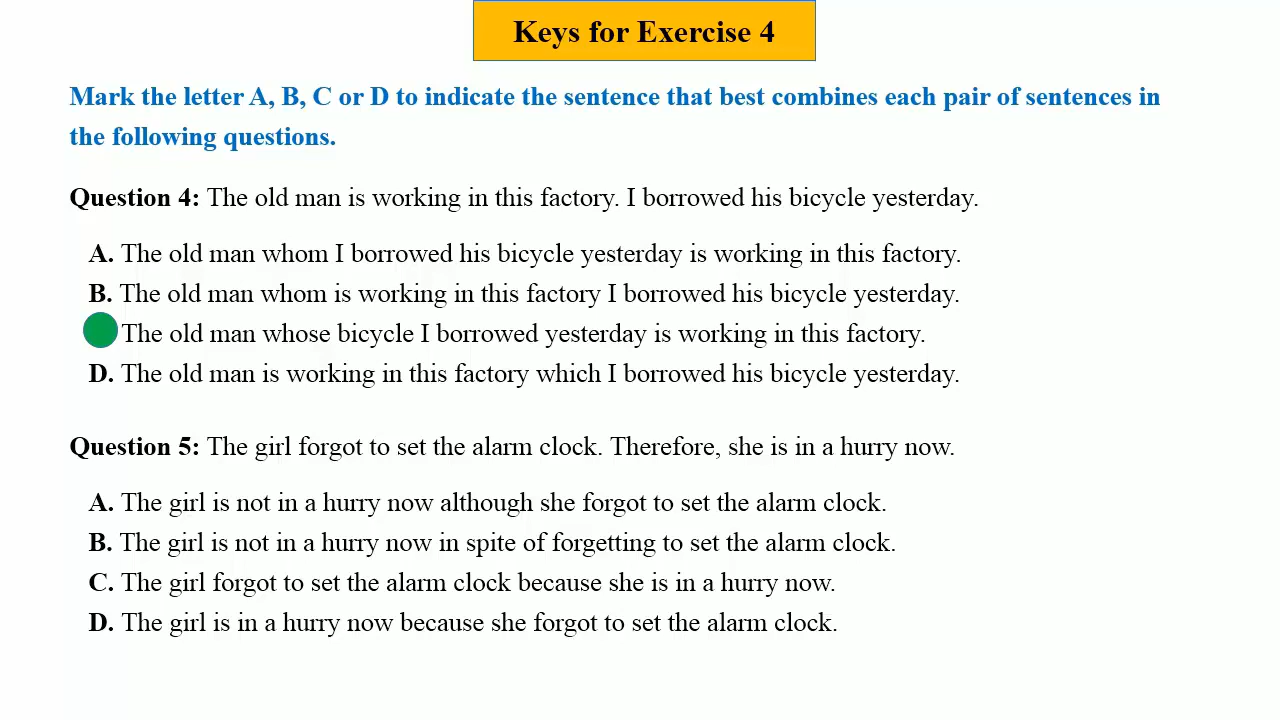 Keys for Exercise 4
Mark the letter A, B, C or D to indicate the sentence that best combines each pair of sentences in
the following questions.
Question 4: The old man is working in this factory. I borrowed his bicycle yesterday.
A. The old man whom I borrowed his bicycle yesterday is working in this factory.
B. The old man whom is working in this factory I borrowed his bicycle yesterday.
The old man whose bicycle I borrowed yesterday is working in this factory.
D. The old man is working in this factory which I borrowed his bicycle yesterday.
Question 5: The girl forgot to set the alarm clock. Therefore, she is in a hurry now.
A. The girl is not in a hurry now although she forgot to set the alarm clock.
B. The girl is not in a hurry now in spite of forgetting to set the alarm clock.
C. The girl forgot to set the alarm clock because she is in a hurry now.
D. The girl is in a hurry now because she forgot to set the alarm clock.